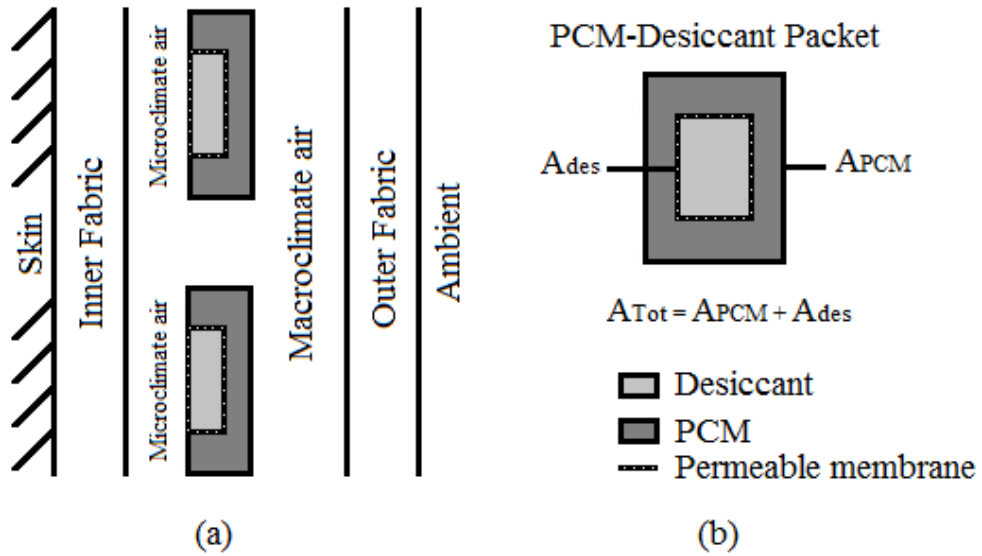 Skin
Inner Fabric
Microclimate air
Microclimate air
Macroclimate air
Outer Fabric
Ambient
(a)
PCM-Desiccant Packet
Ades
APCM
ATot = APCM + Ades
Desiccant
PCM
Permeable membrane
(b)